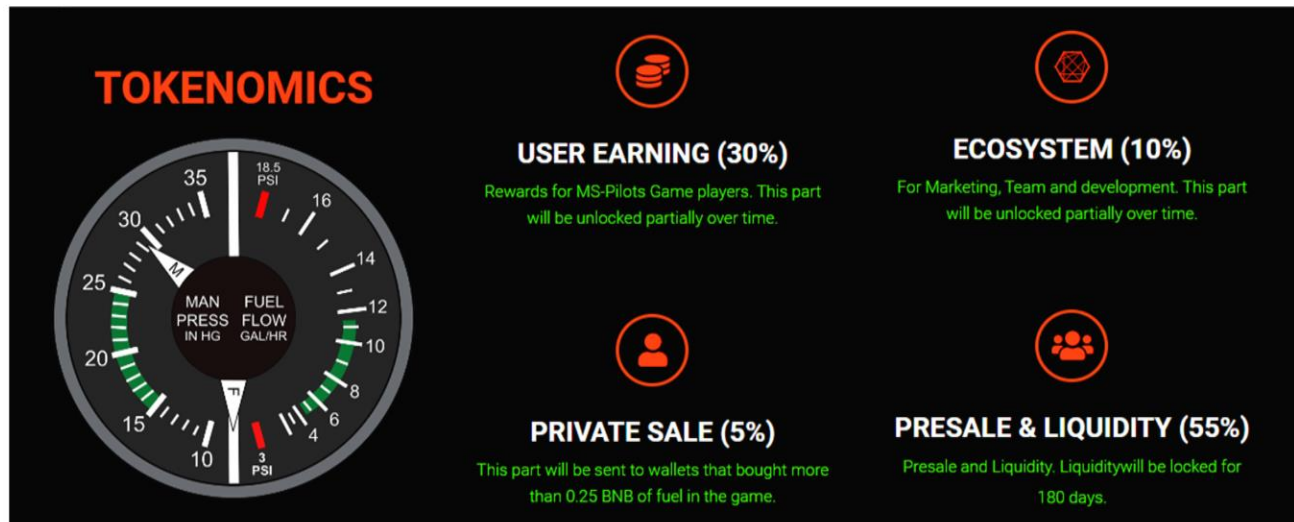 TOKENOMICS
18.5
PSI
35
16
30
14
25
12
M
MAN
PRESS
IN HG
FUEL
FLOW
GAL/HR
10
20
8
F
6
15
4
10
3
PSI
USER EARNING (30%)
Rewards for MS-Pilots Game players. This part
will be unlocked partially over time.
ECOSYSTEM (10%)
For Marketing, Team and development. This part
will be unlocked partially over time.
PRIVATE SALE (5%)
This part will be sent to wallets that bought more
than 0.25 BNB of fuel in the game.
PRESALE & LIQUIDITY (55%)
Presale and Liquidity. Liquiditywill be locked for
180 days.